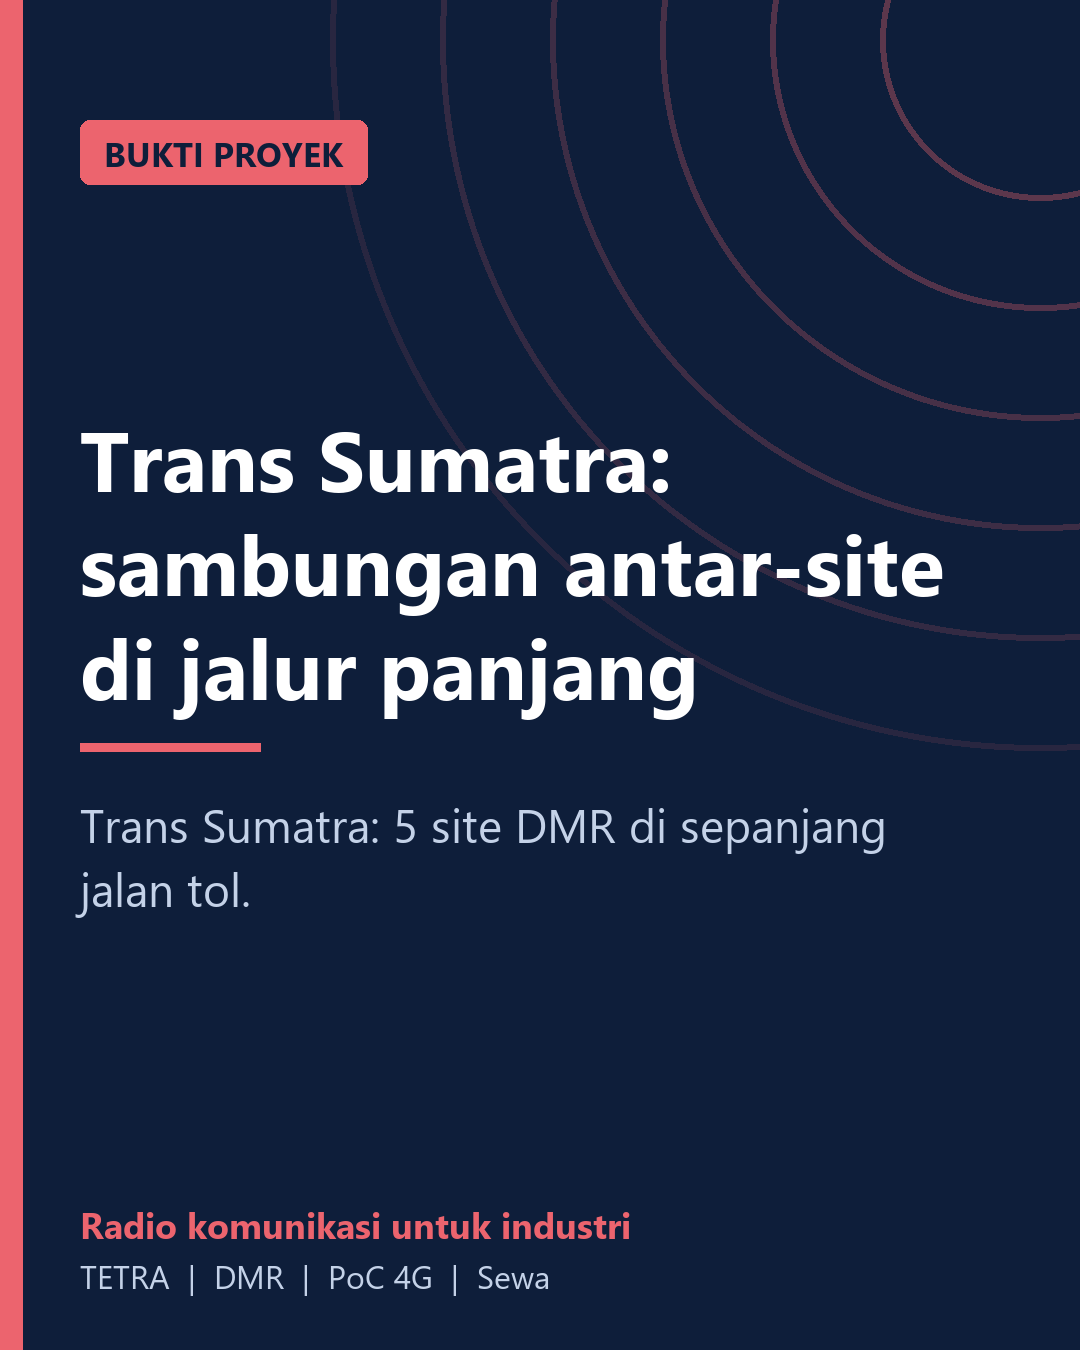 BUKTI PROYEK
Trans Sumatra:
sambungan antar-site
di jalur panjang
Trans Sumatra: 5 site DMR di sepanjang
jalan tol.
Radio komunikasi untuk industri
TETRA | DMR | PoC 4G | Sewa